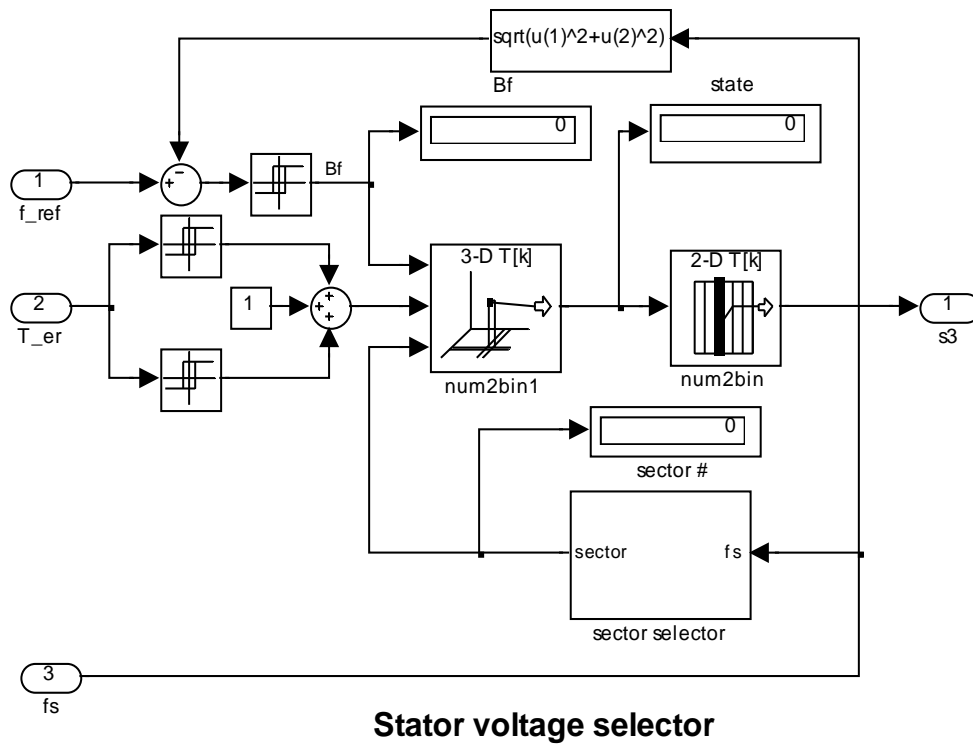 sqrt(u(1)^2+u(2)^2)
Bf
state
0
0
Bf
1
f_ref
3-D T[k]
2-D T[k]
1
2
T_er
1
s3
num2bin1
num2bin
0
sector #
sector
fs
sector selector
3
fs
Stator voltage selector